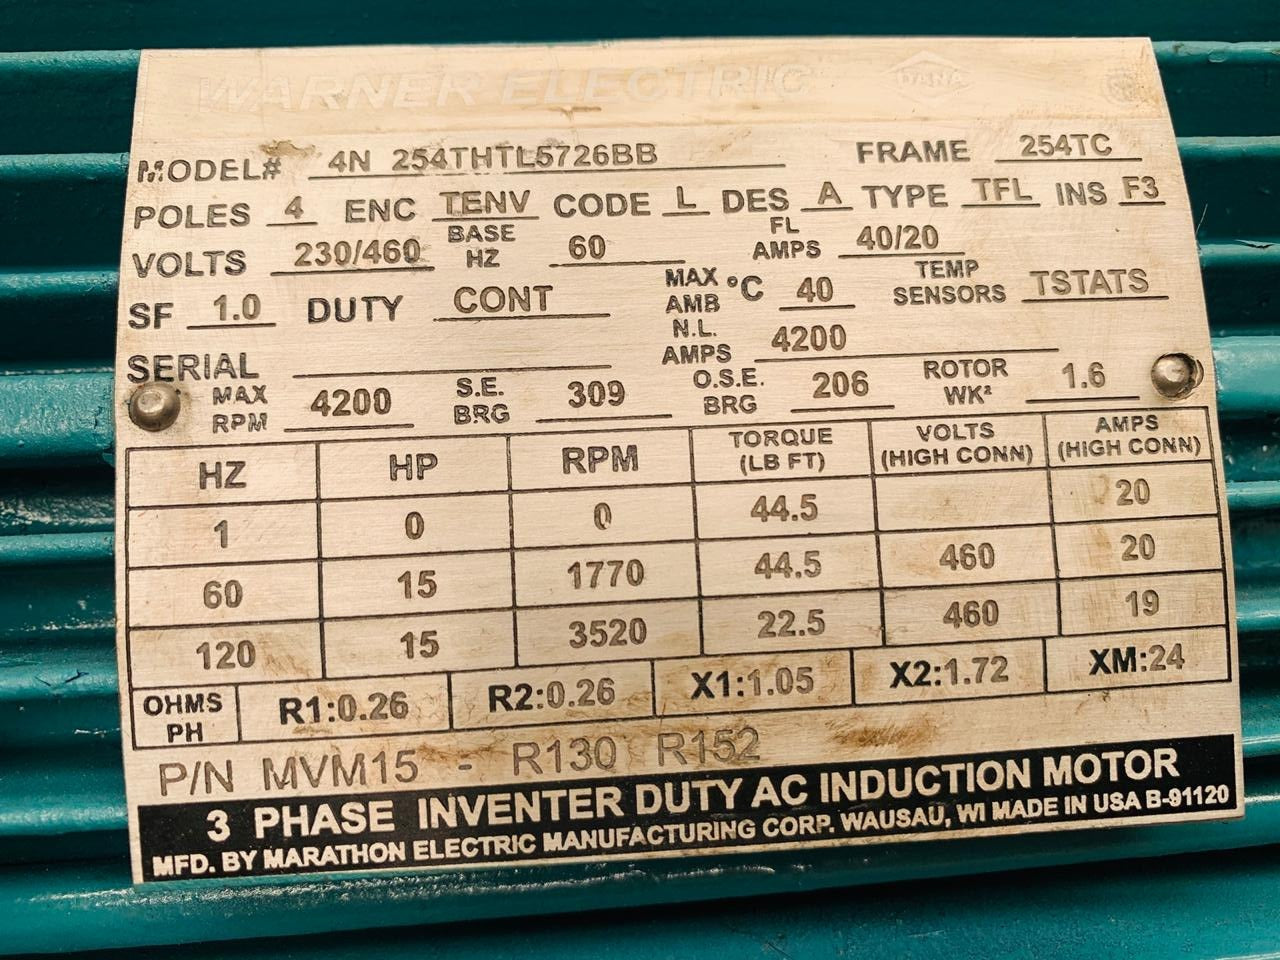 WARNER ELECTRIC DANA
MODEL# 4N 254THTL5726BB FRAME 254TC
POLES 4 ENC TENV CODE L DES A TYPE TFL INS F3
VOLTS 230/460 BASE HZ 60 FL AMPS 40/20
SF 1.0 DUTY CONT MAX AMB °C 40 TEMP SENSORS TSTATS
SERIAL N.L. AMPS 4200
MAX RPM 4200 S.E. BRG 309 O.S.E. BRG 206 ROTOR WK² 1.6
HZ HP RPM TORQUE (LB FT) VOLTS (HIGH CONN) AMPS (HIGH CONN)
1 0 0 44.5 20
60 15 1770 44.5 460 20
120 15 3520 22.5 460 19
OHMS PH R1:0.26 R2:0.26 X1:1.05 X2:1.72 XM:24
P/N MVM15 - R130 R152
3 PHASE INVENTER DUTY AC INDUCTION MOTOR
MFD. BY MARATHON ELECTRIC MANUFACTURING CORP. WAUSAU, WI MADE IN USA B-91120